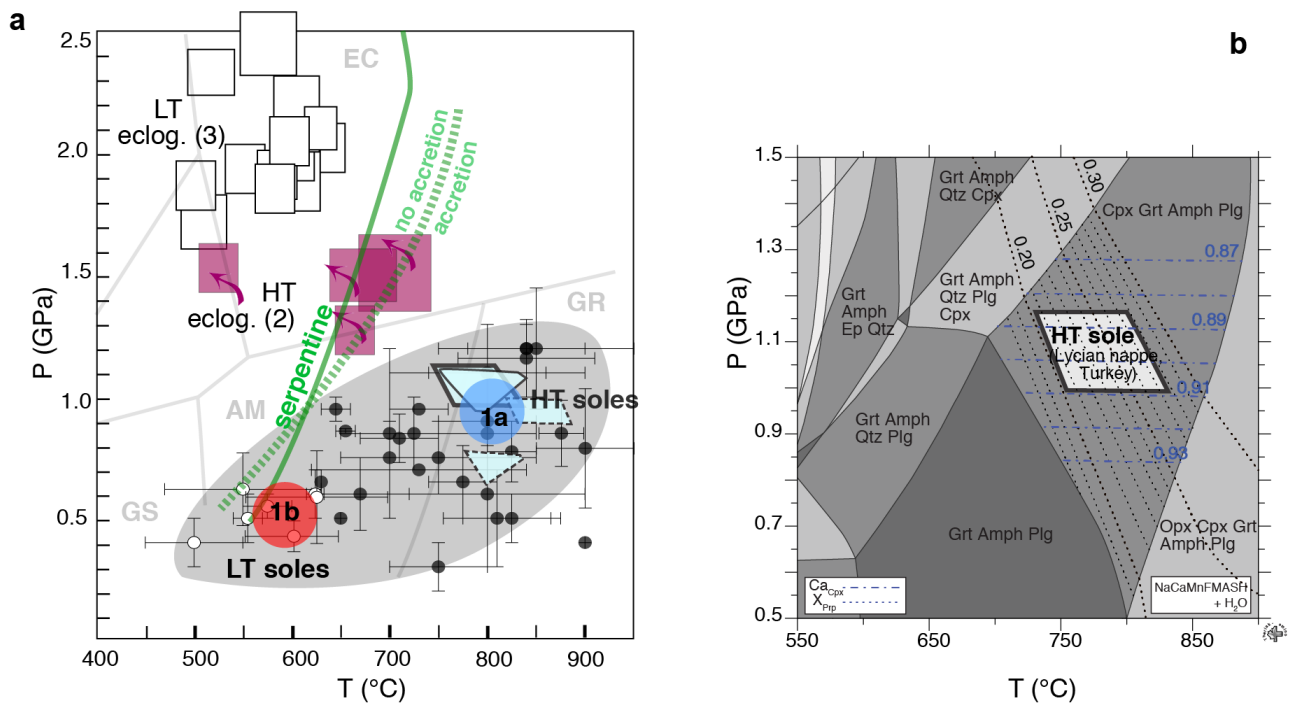 a
P (GPa)
2.5
2.0
1.5
1.0
0.5
400
500
600
700
800
900
T (°C)
EC
LT
eclog. (3)
no accretion
accretion
HT
eclog. (2)
serpentine
GR
AM
GS
HT soles
1a
1b
LT soles
b
P (GPa)
1.5
1.3
1.1
0.9
0.7
0.5
550
650
750
850
T (°C)
Grt Amph
Qtz Cpx
0.30
0.25
0.20
Cpx Grt Amph Plg
0.87
Grt Amph
Qtz Plg
Cpx
Grt
Amph
Ep Qtz
0.89
HT sole
(Lycian nappe,
Turkey)
0.91
Grt Amph
Qtz Plg
0.93
Grt Amph Plg
Opx Cpx Grt
Amph Plg
CaCpx
XPrp
NaCaMnFMASH
+ H2O